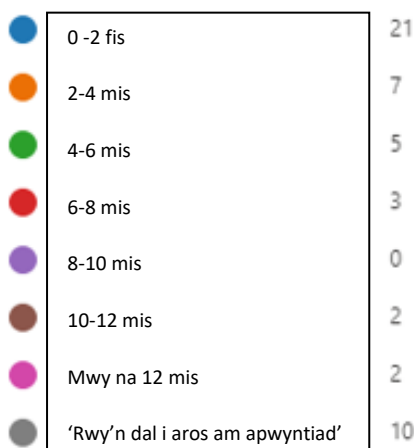 0 -2 fis 21
2-4 mis 7
4-6 mis 5
6-8 mis 3
8-10 mis 0
10-12 mis 2
Mwy na 12 mis 2
‘Rwy’n dal i aros am apwyntiad’ 10